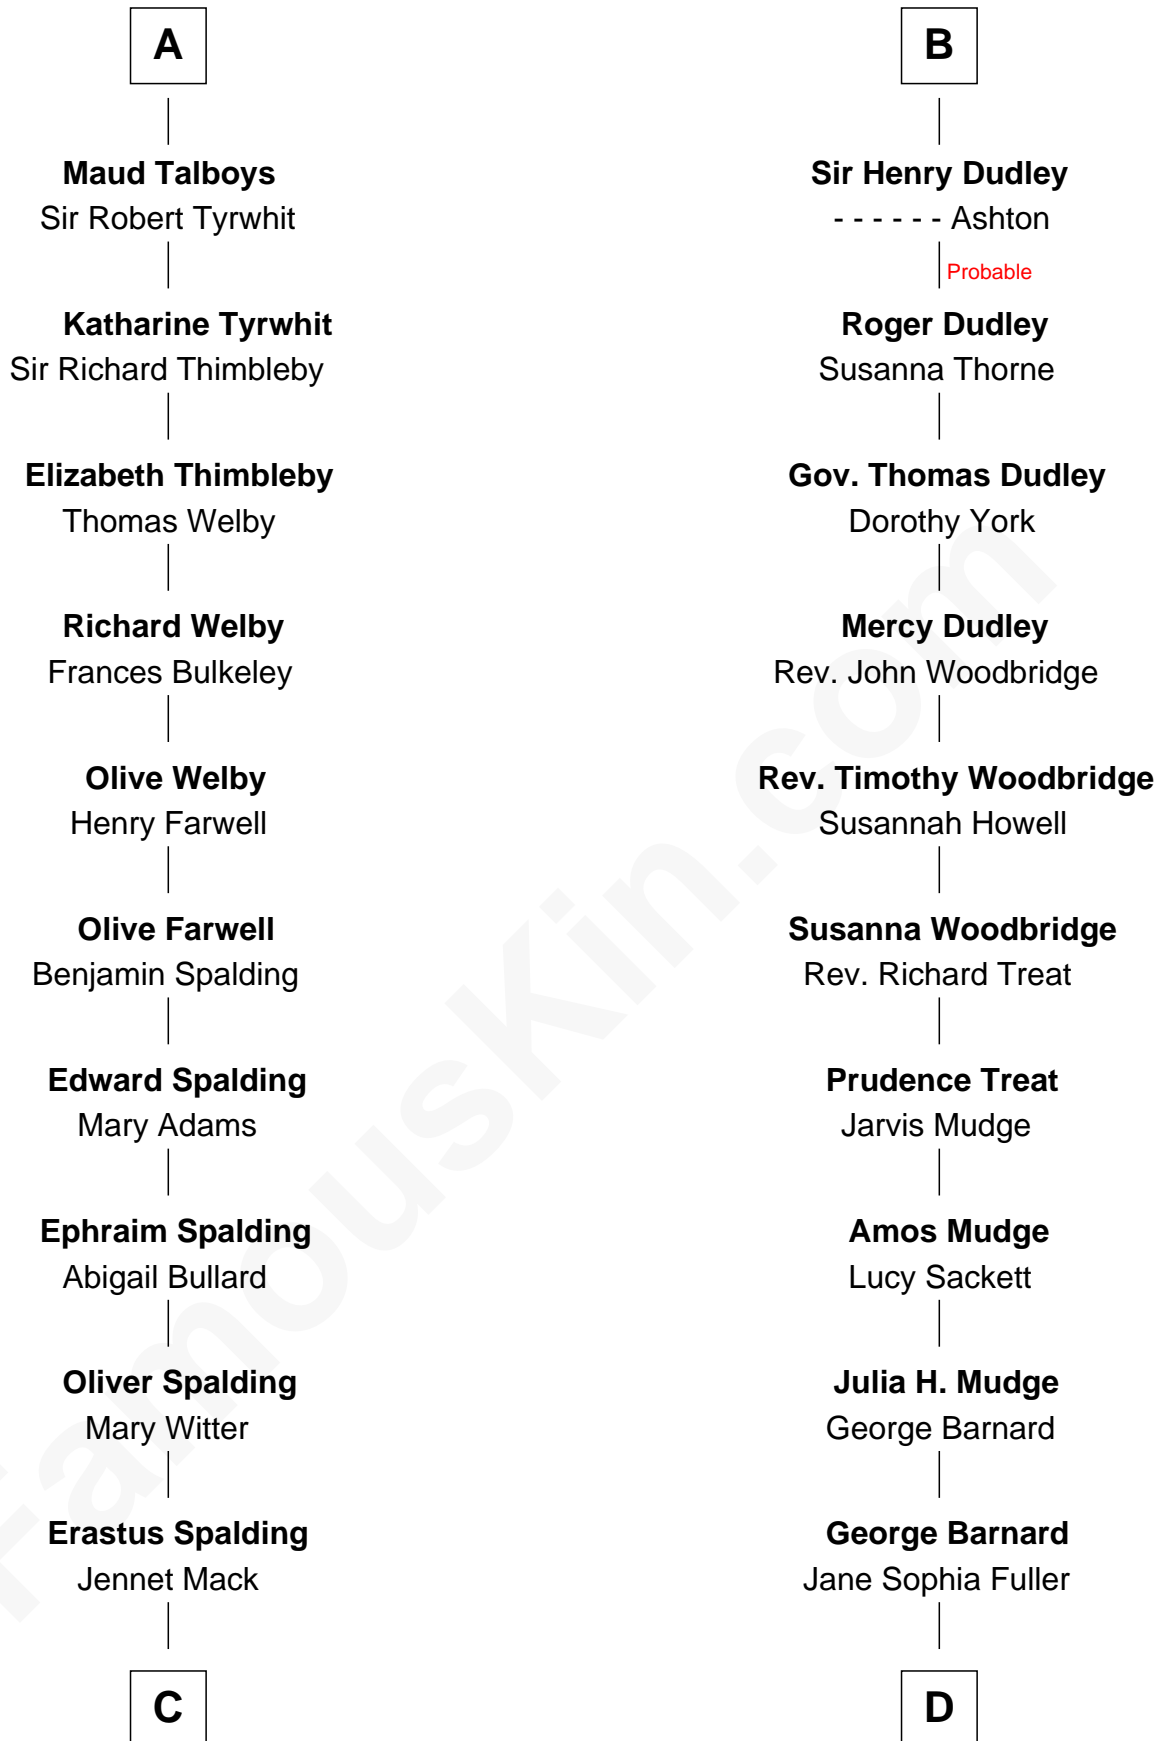 A
Maud Talboys
Sir Robert Tyrwhit
Katharine Tyrwhit
Sir Richard Thimbleby
Elizabeth Thimbleby
Thomas Welby
Richard Welby
Frances Bulkeley
Olive Welby
Henry Farwell
Olive Farwell
Benjamin Spalding
Edward Spalding
Mary Adams
Ephraim Spalding
Abigail Bullard
Oliver Spalding
Mary Witter
Erastus Spalding
Jennet Mack
C
B
Sir Henry Dudley
- - - - - - Ashton
Probable
Roger Dudley
Susanna Thorne
Gov. Thomas Dudley
Dorothy York
Mercy Dudley
Rev. John Woodbridge
Rev. Timothy Woodbridge
Susannah Howell
Susanna Woodbridge
Rev. Richard Treat
Prudence Treat
Jarvis Mudge
Amos Mudge
Lucy Sackett
Julia H. Mudge
George Barnard
George Barnard
Jane Sophia Fuller
D
FamousKin.com